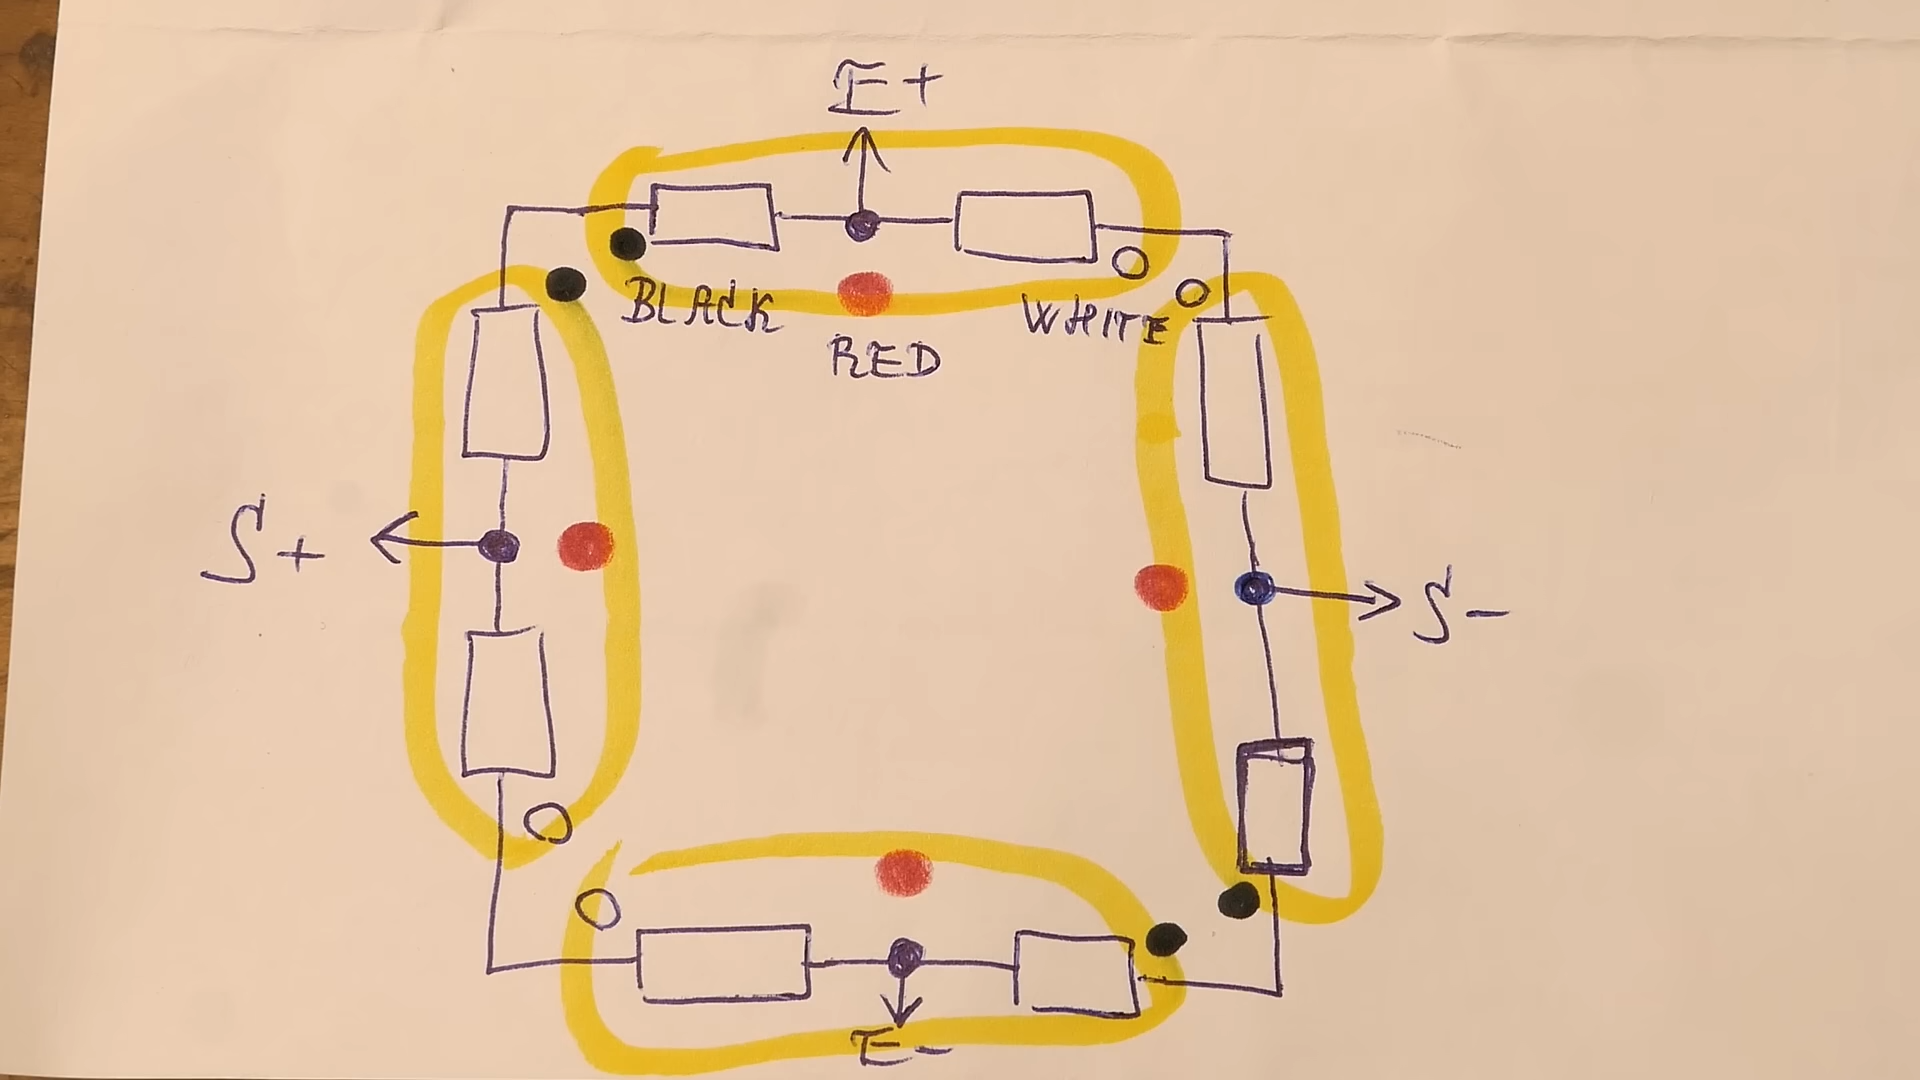 E+
BLACK
WHITE
RED
S+
S-
E-